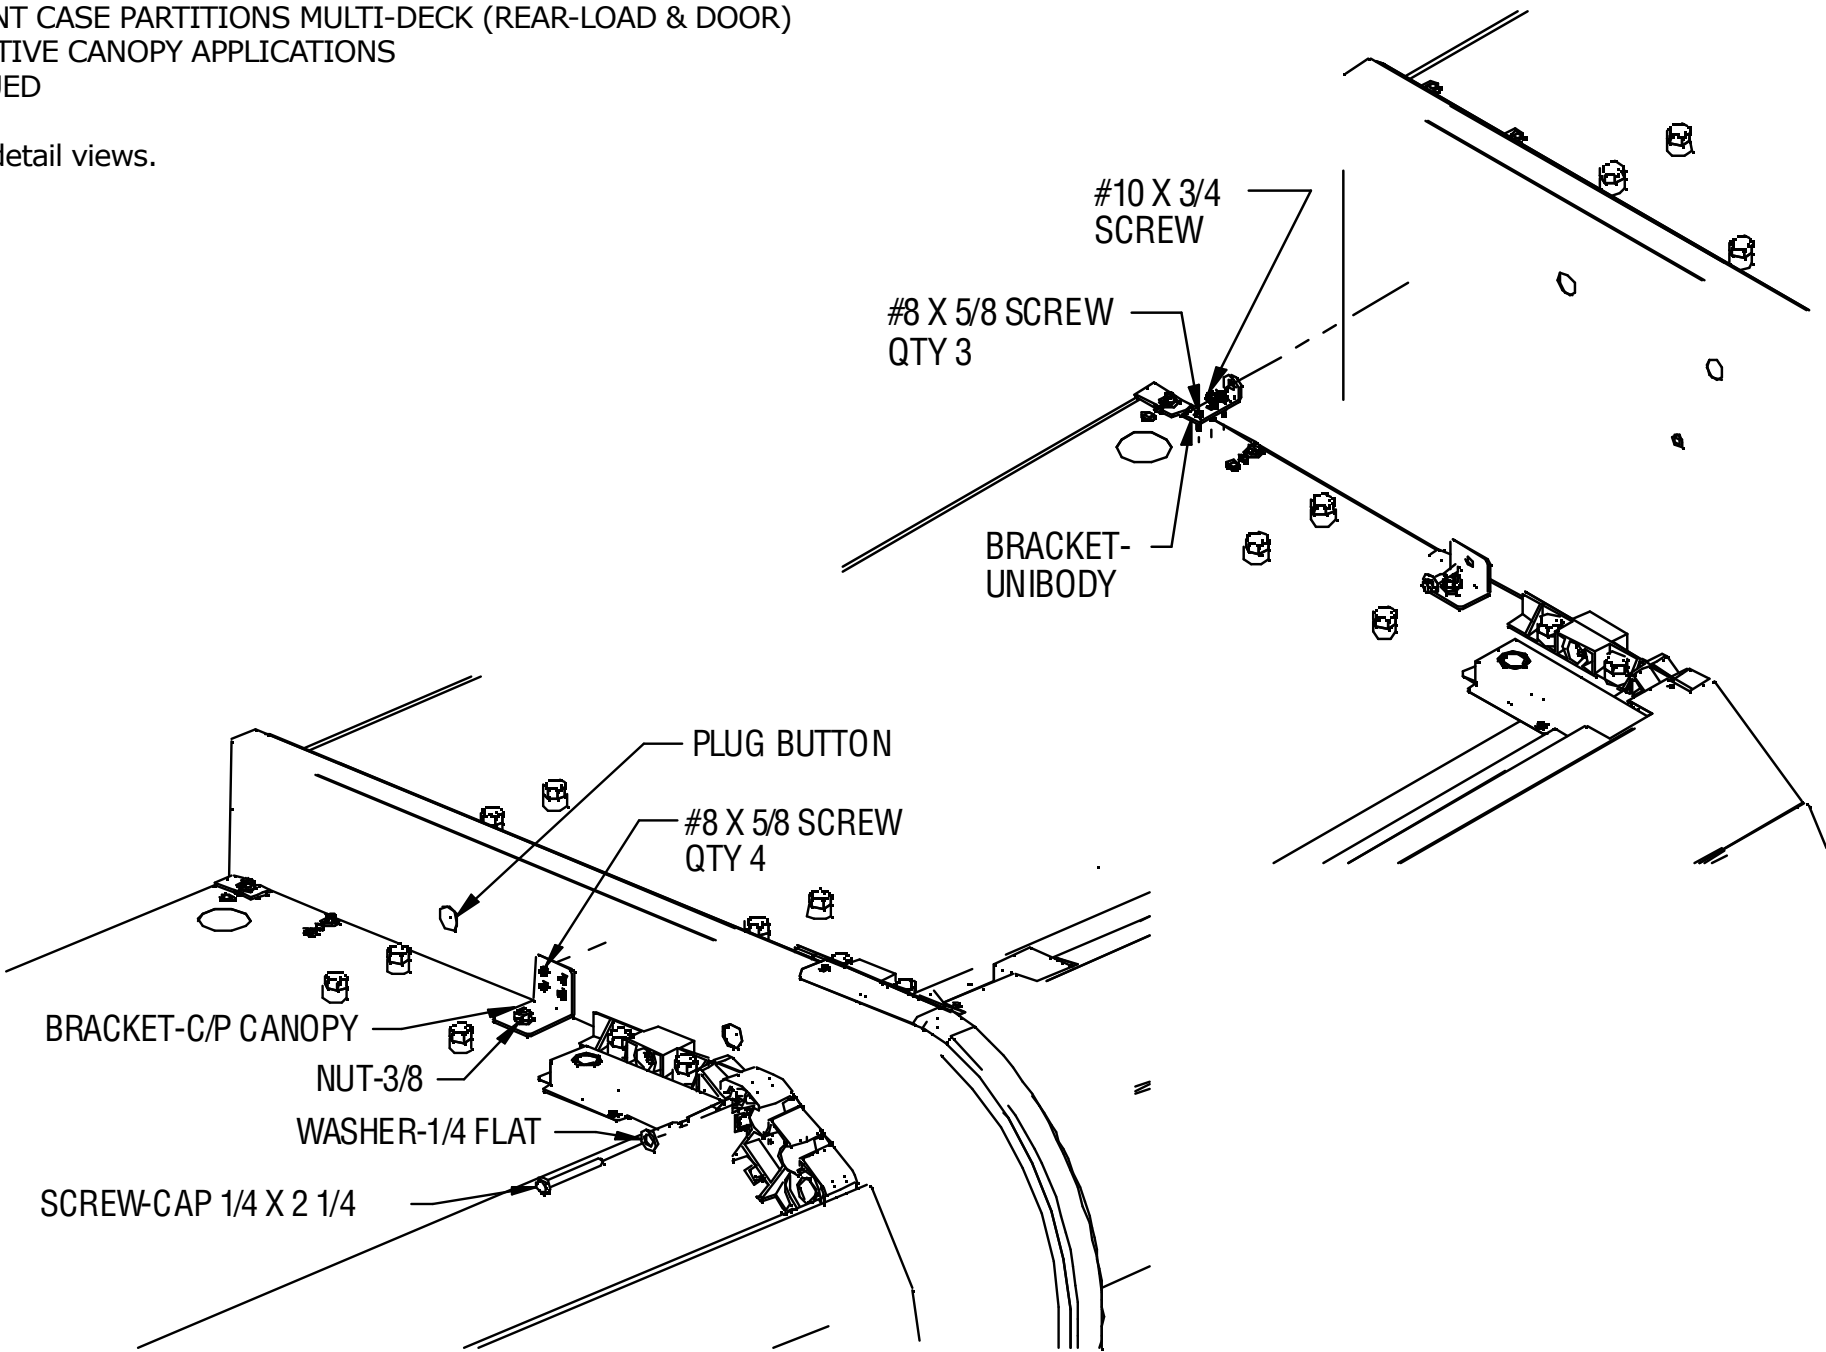 NT CASE PARTITIONS MULTI-DECK (REAR-LOAD & DOOR)
TIVE CANOPY APPLICATIONS
UED
detail views.
#10 X 3/4
SCREW
#8 X 5/8 SCREW
QTY 3
BRACKET-
UNIBODY
PLUG BUTTON
#8 X 5/8 SCREW
QTY 4
BRACKET-C/P CANOPY
NUT-3/8
WASHER-1/4 FLAT
SCREW-CAP 1/4 X 2 1/4